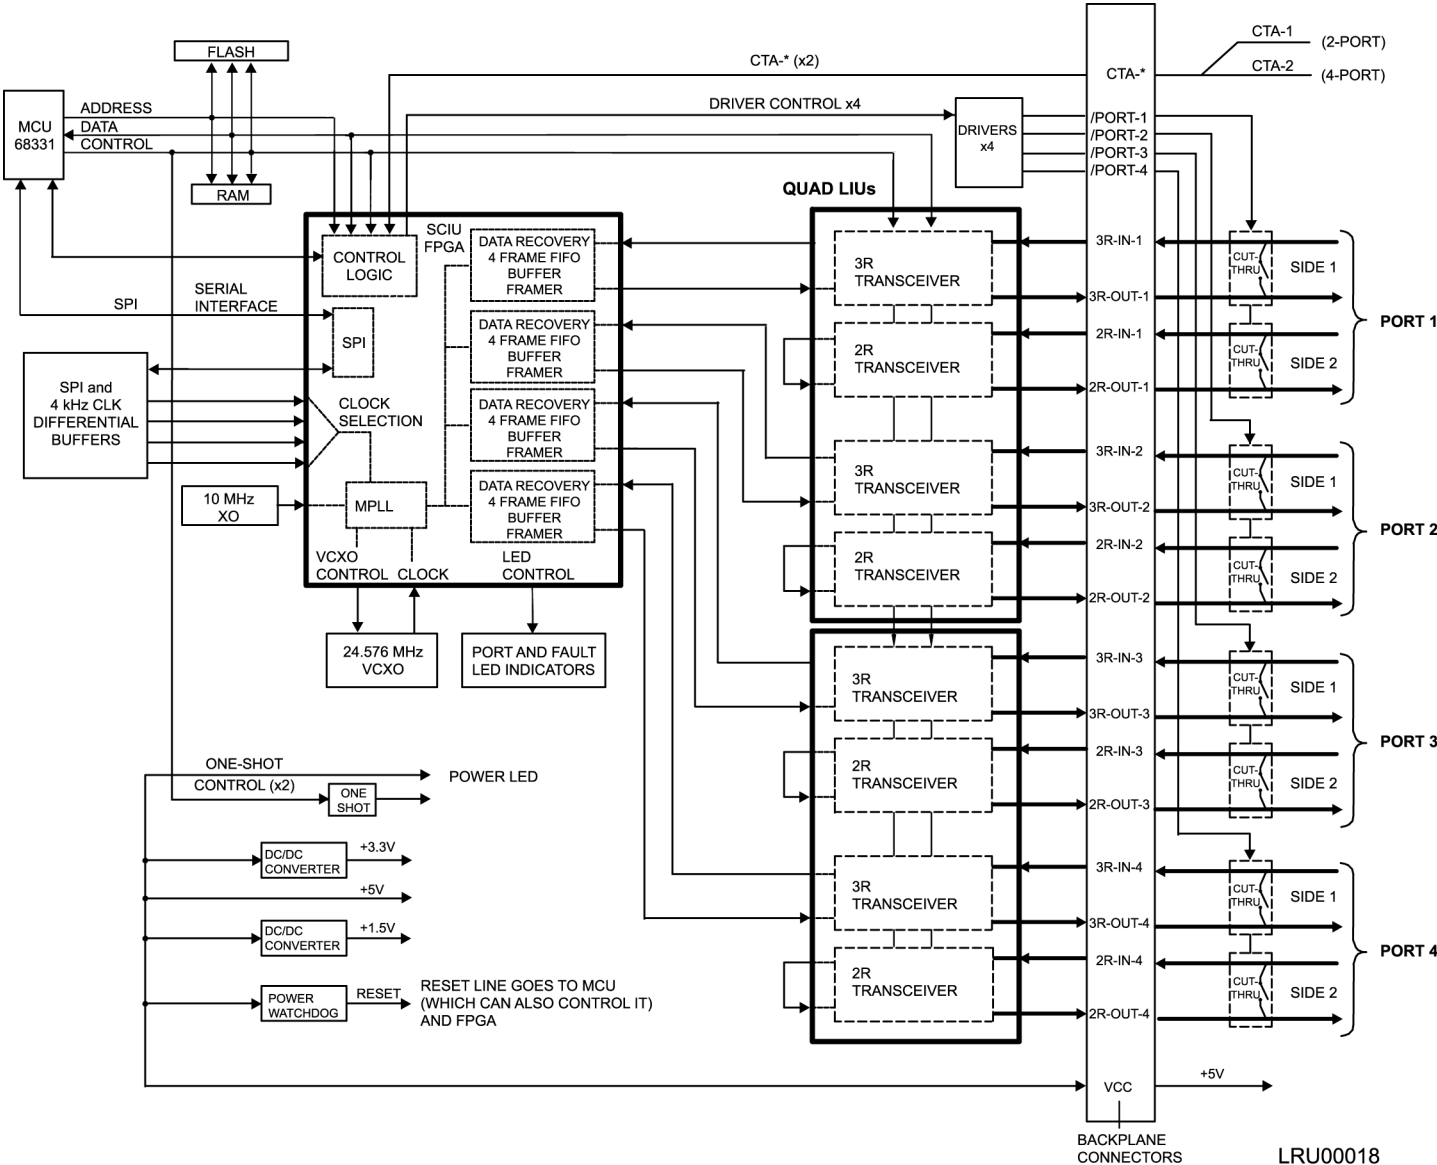 FLASH
MCU
68331
ADDRESS
DATA
CONTROL
RAM
CTA-* (x2)
DRIVER CONTROL x4
DRIVERS
x4
CTA-*
CTA-1 (2-PORT)
CTA-2 (4-PORT)
/PORT-1
/PORT-2
/PORT-3
/PORT-4
QUAD LIUs
SCIU
FPGA
CONTROL
LOGIC
SERIAL
INTERFACE
SPI
SPI
SPI and
4 kHz CLK
DIFFERENTIAL
BUFFERS
CLOCK
SELECTION
10 MHz
XO
MPLL
VCXO
CONTROL
CLOCK
LED
CONTROL
24.576 MHz
VCXO
PORT AND FAULT
LED INDICATORS
DATA RECOVERY
4 FRAME FIFO
BUFFER
FRAMER
DATA RECOVERY
4 FRAME FIFO
BUFFER
FRAMER
DATA RECOVERY
4 FRAME FIFO
BUFFER
FRAMER
DATA RECOVERY
4 FRAME FIFO
BUFFER
FRAMER
3R
TRANSCEIVER
2R
TRANSCEIVER
3R
TRANSCEIVER
2R
TRANSCEIVER
3R
TRANSCEIVER
2R
TRANSCEIVER
3R
TRANSCEIVER
2R
TRANSCEIVER
3R-IN-1
3R-OUT-1
2R-IN-1
2R-OUT-1
3R-IN-2
3R-OUT-2
2R-IN-2
2R-OUT-2
3R-IN-3
3R-OUT-3
2R-IN-3
2R-OUT-3
3R-IN-4
3R-OUT-4
2R-IN-4
2R-OUT-4
CUT-
THRU
SIDE 1
CUT-
THRU
SIDE 2
PORT 1
CUT-
THRU
SIDE 1
CUT-
THRU
SIDE 2
PORT 2
CUT-
THRU
SIDE 1
CUT-
THRU
SIDE 2
PORT 3
CUT-
THRU
SIDE 1
CUT-
THRU
SIDE 2
PORT 4
ONE-SHOT
CONTROL (x2)
POWER LED
ONE
SHOT
DC/DC
CONVERTER
+3.3V
+5V
DC/DC
CONVERTER
+1.5V
POWER
WATCHDOG
RESET
RESET LINE GOES TO MCU
(WHICH CAN ALSO CONTROL IT)
AND FPGA
VCC
+5V
BACKPLANE
CONNECTORS
LRU00018